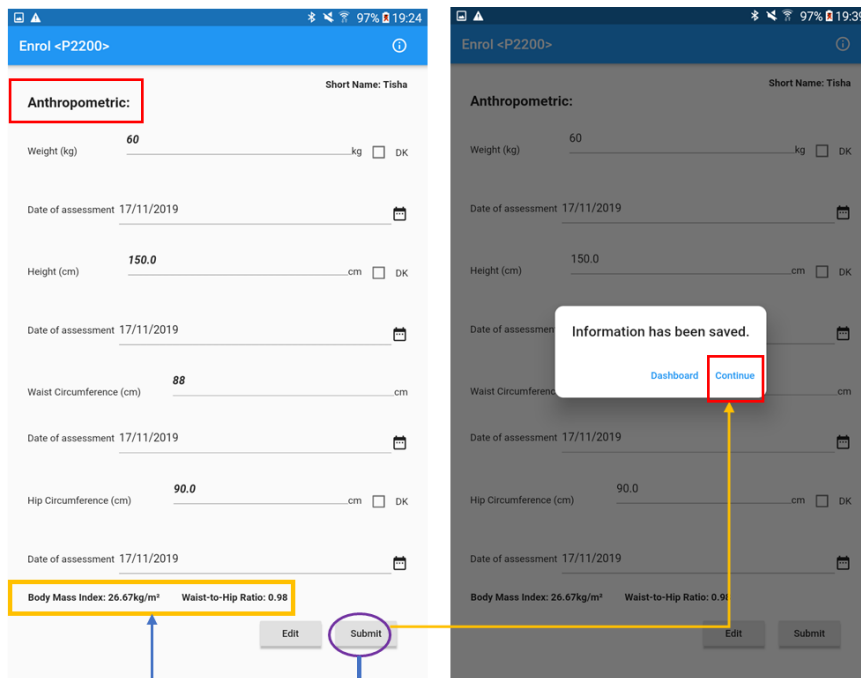 97% 19:24
Enrol <P2200>
Short Name: Tisha
Anthropometric:
60
Weight (kg) kg DK
Date of assessment 17/11/2019
150.0
Height (cm) cm DK
Date of assessment 17/11/2019
88
Waist Circumference (cm) cm
Date of assessment 17/11/2019
90.0
Hip Circumference (cm) cm DK
Date of assessment 17/11/2019
Body Mass Index: 26.67kg/m² Waist-to-Hip Ratio: 0.98
Edit Submit
97% 19:39
Enrol <P2200>
Short Name: Tisha
Anthropometric:
60
Weight (kg) kg DK
Date of assessment 17/11/2019
150.0
Height (cm) cm DK
Date of assessmen
Information has been saved.
Dashboard Continue
Waist Circumferenc cm
Date of assessment 17/11/2019
90.0
Hip Circumference (cm) cm DK
Date of assessment 17/11/2019
Body Mass Index: 26.67kg/m² Waist-to-Hip Ratio: 0.98
Edit Submit